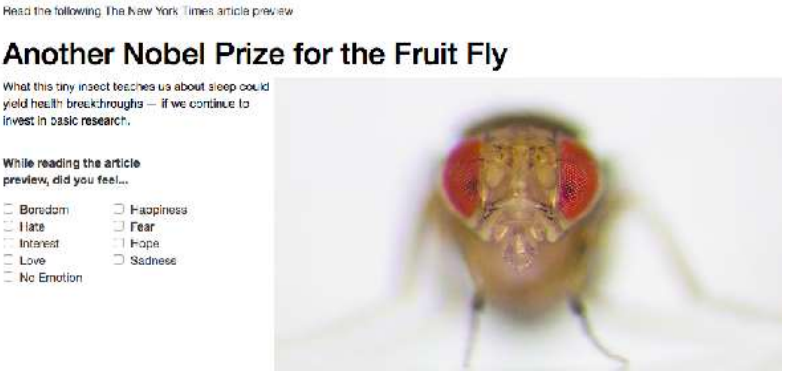 Read the following The New York Times article preview
Another Nobel Prize for the Fruit Fly
What this tiny insect teaches us about sleep could
yield health breakthroughs — if we continue to
invest in basic research.
While reading the article
preview, did you feel...
Boredom
Happiness
Hate
Fear
Interest
Hope
Love
Sadness
No Emotion